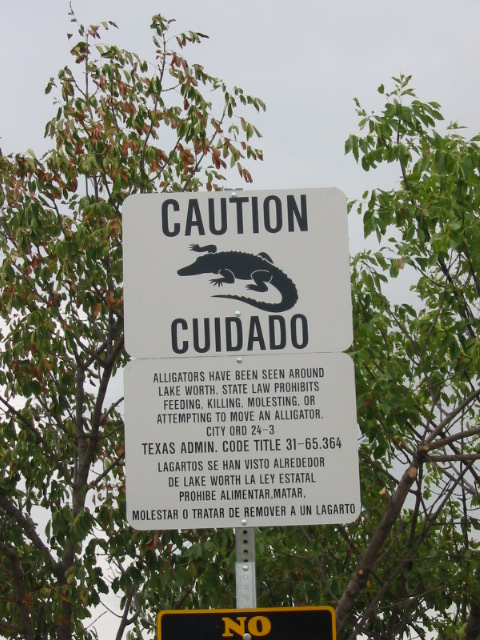 CAUTION
CUIDADO
ALLIGATORS HAVE BEEN SEEN AROUND
LAKE WORTH. STATE LAW PROHIBITS
FEEDING, KILLING, MOLESTING, OR
ATTEMPTING TO MOVE AN ALLIGATOR.
CITY ORD 24-3
TEXAS ADMIN. CODE TITLE 31-65.364
LAGARTOS SE HAN VISTO ALREDEDOR
DE LAKE WORTH LA LEY ESTATAL
PROHIBE ALIMENTAR,MATAR,
MOLESTAR O TRATAR DE REMOVER A UN LAGARTO
NO